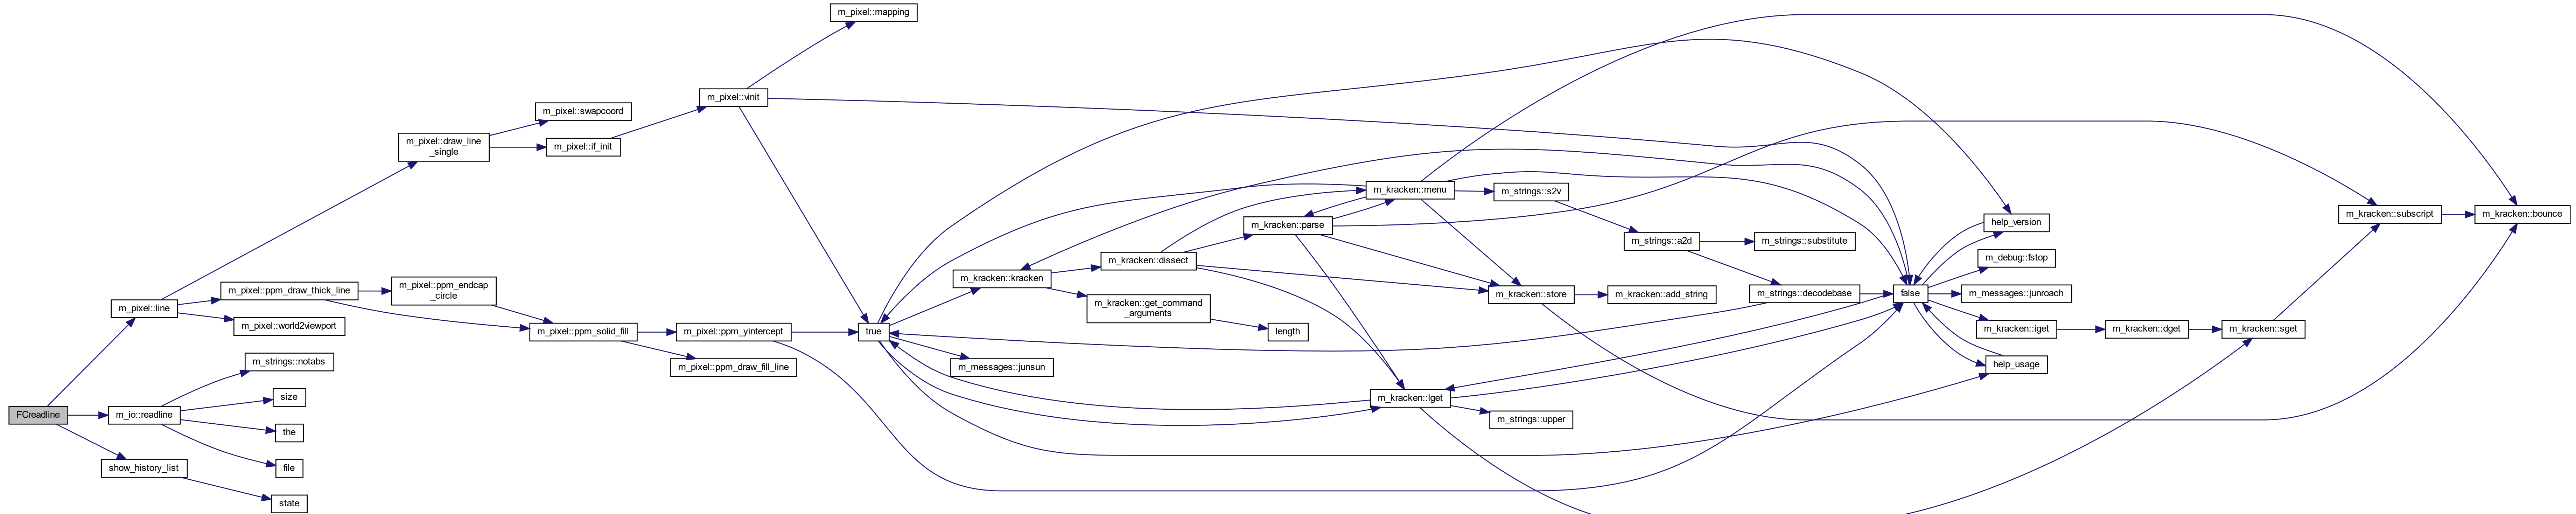 FCreadline
m_pixel::line
m_io::readline
show_history_list
m_pixel::draw_line
_single
m_pixel::ppm_draw_thick_line
m_pixel::world2viewport
m_strings::notabs
size
the
file
state
m_pixel::swapcoord
m_pixel::if_init
m_pixel::ppm_endcap
_circle
m_pixel::ppm_solid_fill
m_pixel::mapping
m_pixel::vinit
m_pixel::ppm_yintercept
m_pixel::ppm_draw_fill_line
true
m_kracken::kracken
m_messages::junsun
m_kracken::dissect
m_kracken::get_command
_arguments
length
m_kracken::parse
m_kracken::menu
m_kracken::lget
m_strings::s2v
m_kracken::store
m_strings::upper
m_strings::a2d
m_kracken::add_string
m_strings::substitute
m_strings::decodebase
false
help_version
m_debug::fstop
m_messages::junroach
m_kracken::iget
help_usage
m_kracken::dget
m_kracken::sget
m_kracken::subscript
m_kracken::bounce